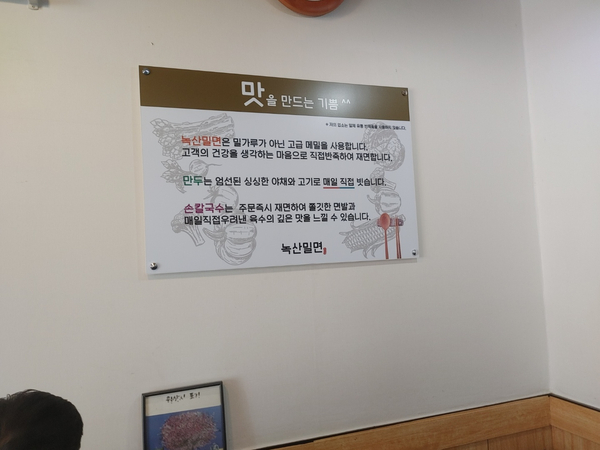 맛을 만드는 기쁨^^
녹산밀면은 밀가루가 아닌 고급 메밀을 사용합니다.
고객의 건강을 생각하는 마음으로 직접반죽하여 재면합니다.
만두는 엄선된 싱싱한 야채와 고기로 매일 직접 빗습니다.
손칼국수는 주문즉시 재면하여 쫄깃한 면발과
매일직접우려낸 육수의 깊은 맛을 느낄 수 있습니다.
녹산밀면